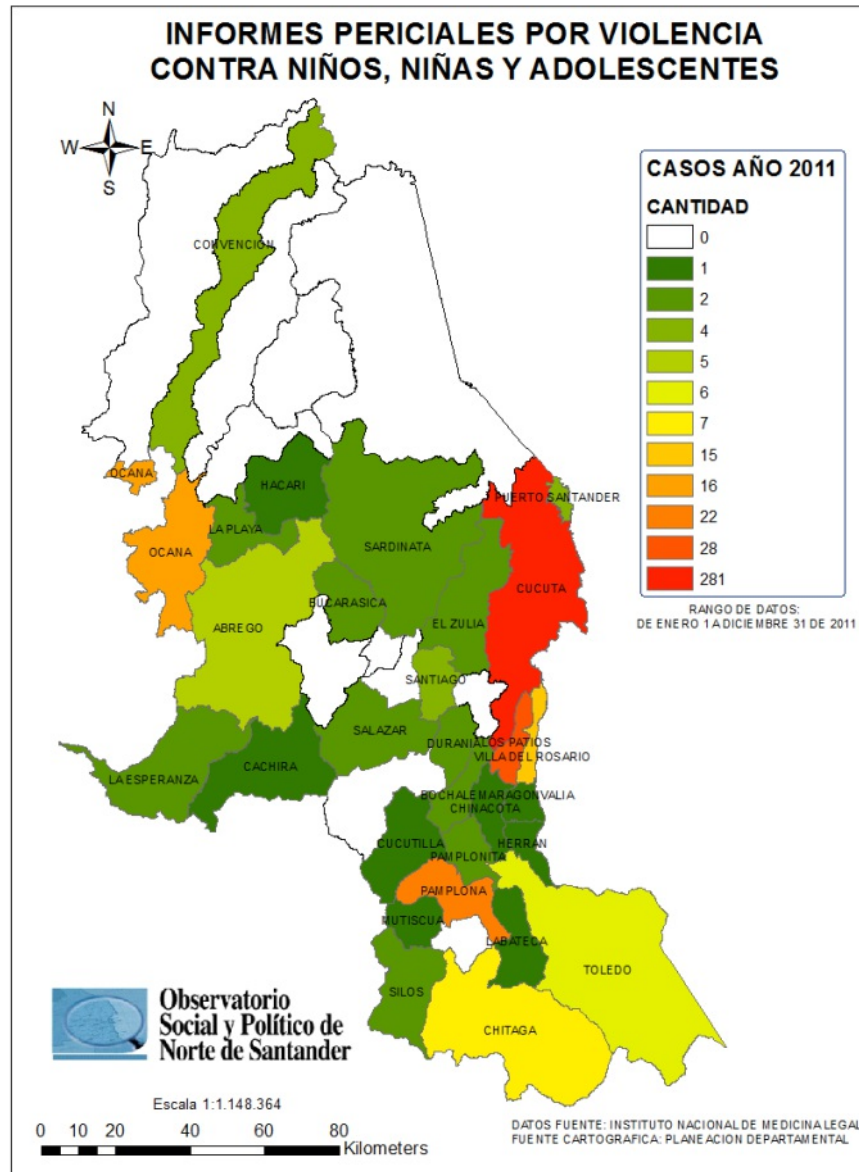 INFORMES PERICIALES POR VIOLENCIA
CONTRA NIÑOS, NIÑAS Y ADOLESCENTES
N
W E
S
CASOS AÑO 2011
CANTIDAD
0
1
2
4
5
6
7
15
16
22
28
281
RANGO DE DATOS:
DE ENERO 1 A DICIEMBRE 31 DE 2011
CONVENCIÓN
OCANA
HACARI
PUERTO SANTANDER
LA PLAYA
OCANA
SARDINATA
CUCUTA
BUCARASICA
EL ZULIA
ABREGO
SANTIAGO
SALAZAR
DURANIA
LOS PATIOS
VILLA DEL ROSARIO
LA ESPERANZA
CACHIRA
BOCHALEMA
RAGONVALIA
CHINACOTA
CUCUTILLA
HERRAN
PAMPLONITA
PAMPLONA
MUTISCUA
LABATECA
TOLEDO
SILOS
CHITAGA
Observatorio
Social y Político de
Norte de Santander
Escala 1:1.148.364
0 10 20 40 60 80
Kilometers
DATOS FUENTE: INSTITUTO NACIONAL DE MEDICINA LEGAL
FUENTE CARTOGRAFICA: PLANEACION DEPARTAMENTAL